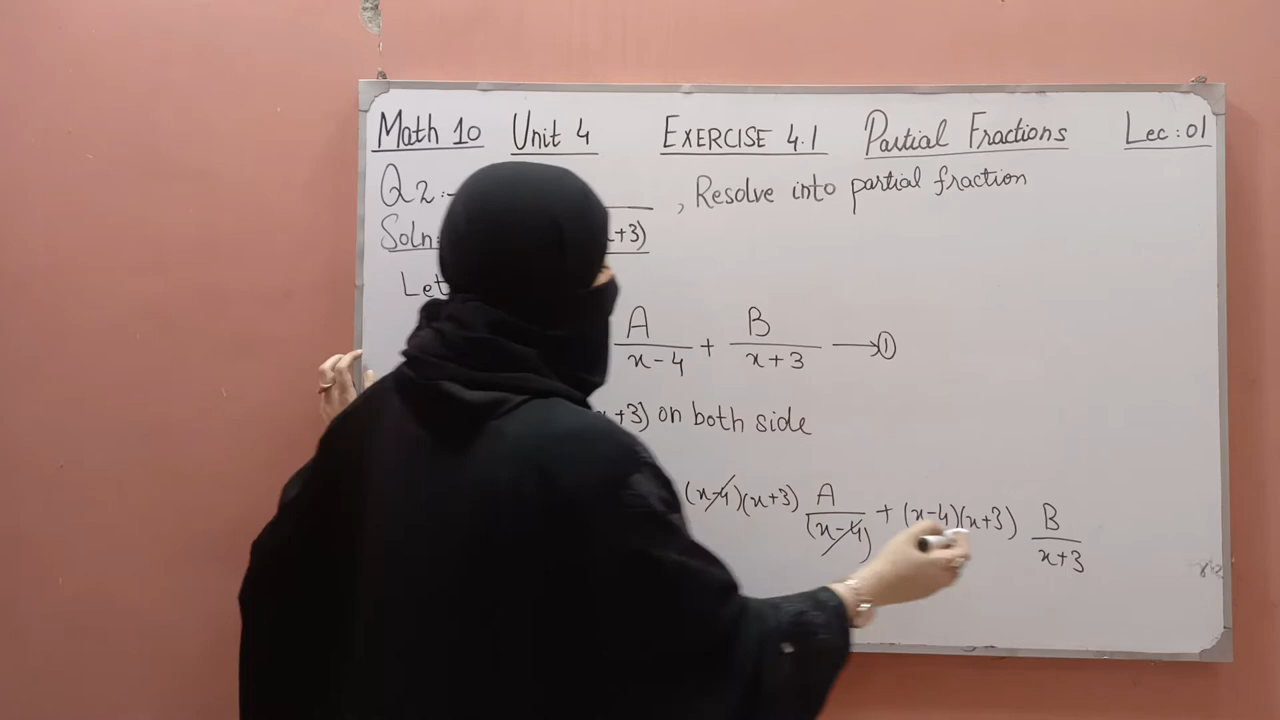 Math 10 Unit 4 EXERCISE 4.1 Partial Fractions Lec:01
Q2:- , Resolve into partial fraction
Soln: +3)
Let
A/x-4 + B/x+3 → ①
+3) on both side
(x-4)(x+3) A/(x-4) + (x-4)(x+3) B/x+3